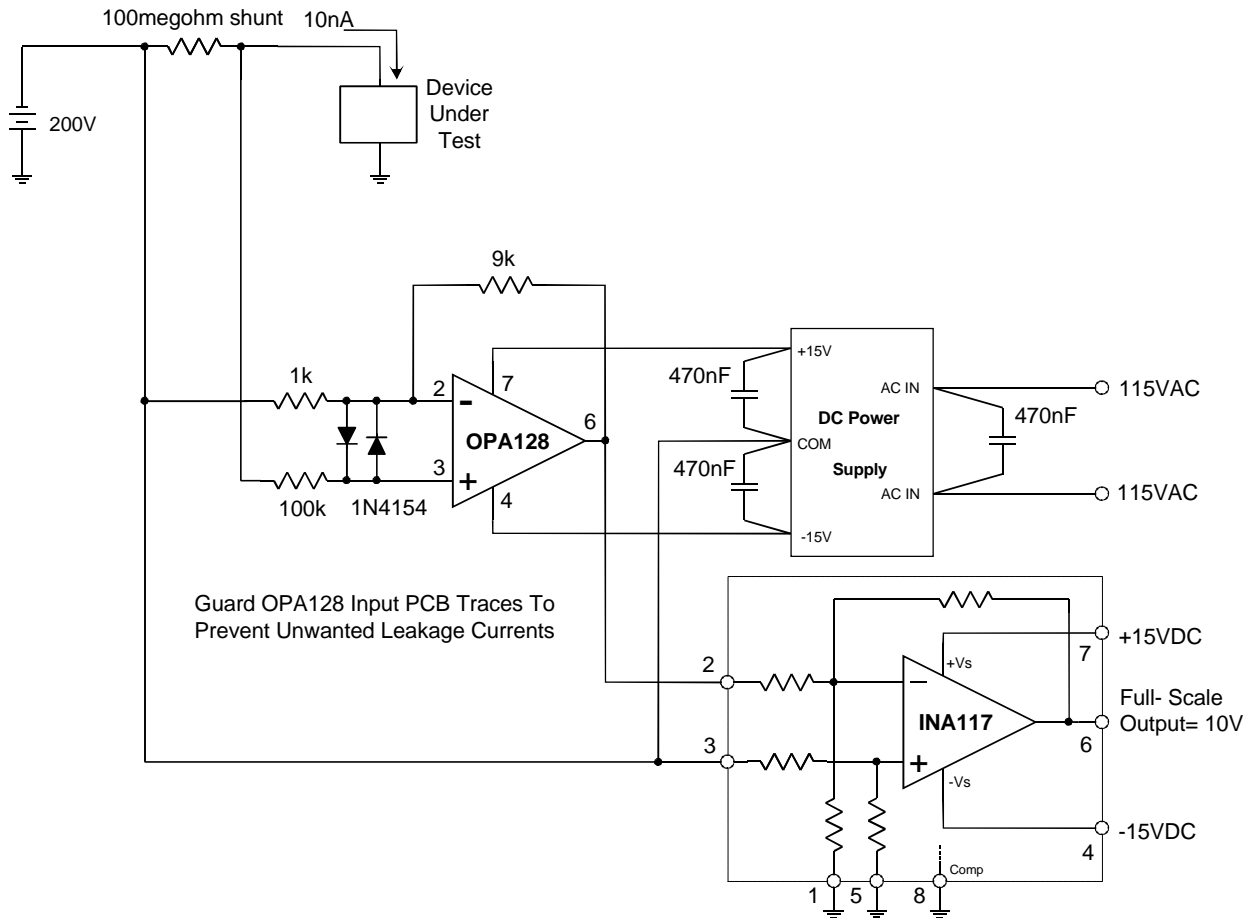 100megohm shunt
10nA
Device
Under
Test
200V
9k
1k
2
7
-
OPA128
6
3
+
4
100k
1N4154
+15V
470nF
AC IN
115VAC
470nF
DC Power
COM
Supply
470nF
AC IN
115VAC
-15V
Guard OPA128 Input PCB Traces To
Prevent Unwanted Leakage Currents
2
+Vs
7
+15VDC
−
INA117
Full- Scale
Output= 10V
6
3
+
-Vs
-15VDC
4
Comp
1
5
8